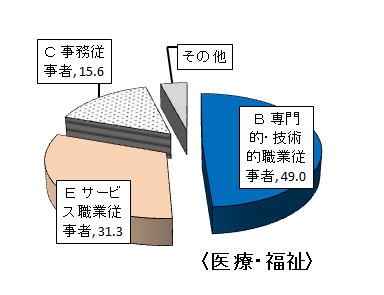 C 事務従
事者, 15.6
その他
B 専門
的・技術
的職業従
事者, 49.0
E サービ
ス職業従
事者, 31.3
〈医療・福祉〉